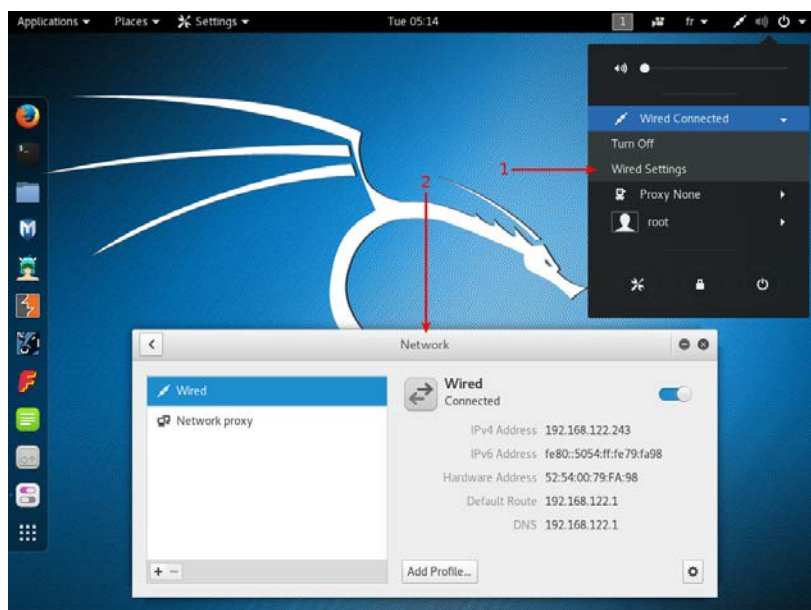 Applications Places Settings Tue 05:14 1 fr
Wired Connected
Turn Off
1 Wired Settings
Proxy None
root
2
Network
Wired
Network proxy
Wired
Connected
IPv4 Address 192.168.122.243
IPv6 Address fe80::5054:ff:fe79:fa98
Hardware Address 52:54:00:79:FA:98
Default Route 192.168.122.1
DNS 192.168.122.1
+ −
Add Profile...